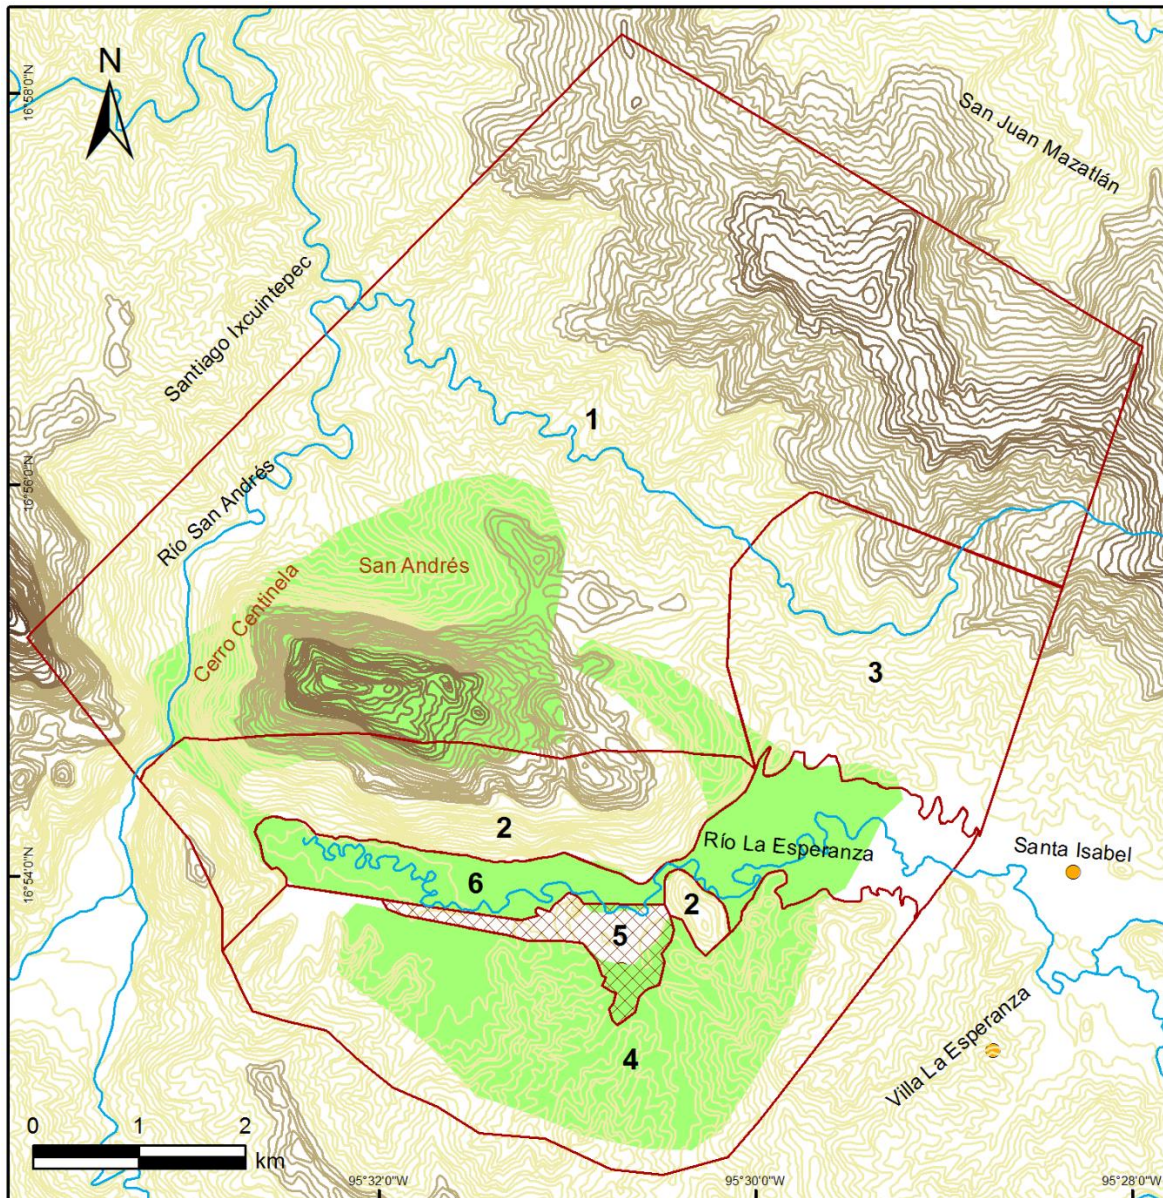 N
16°58'0"N
San Juan Mazatlán
Santiago Ixcuintepec
1
16°56'0"N
Río San Andrés
San Andrés
Cerro Centinela
3
2
Río La Esperanza
Santa Isabel
16°54'0"N
6
2
5
Villa La Esperanza
4
0 1 2
km
95°32'0"W
95°30'0"W
95°28'0"W